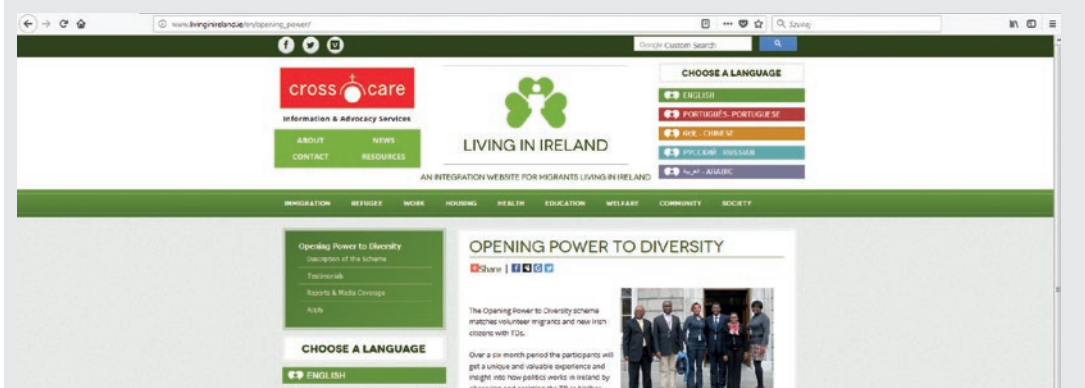 www.livinginireland.ie/en/opening_power/
Szukaj
Google Custom Search
cross care
Information & Advocacy Services
ABOUT NEWS
CONTACT RESOURCES
LIVING IN IRELAND
AN INTEGRATION WEBSITE FOR MIGRANTS LIVING IN IRELAND
CHOOSE A LANGUAGE
ENGLISH
PORTUGUÊS- PORTUGUESE
- CHINESE
РУССКИЙ - RUSSIAN
العربية - ARABIC
IMMIGRATION REFUGEE WORK HOUSING HEALTH EDUCATION WELFARE COMMUNITY SOCIETY
Opening Power to Diversity
Description of the Scheme
Testimonials
Reports & Media Coverage
Apply
CHOOSE A LANGUAGE
ENGLISH
OPENING POWER TO DIVERSITY
Share |
The Opening Power to Diversity scheme
matches volunteer migrants and new Irish
citizens with TDs.
Over a six month period the participants will
get a unique and valuable experience and
insight into how politics works in Ireland by